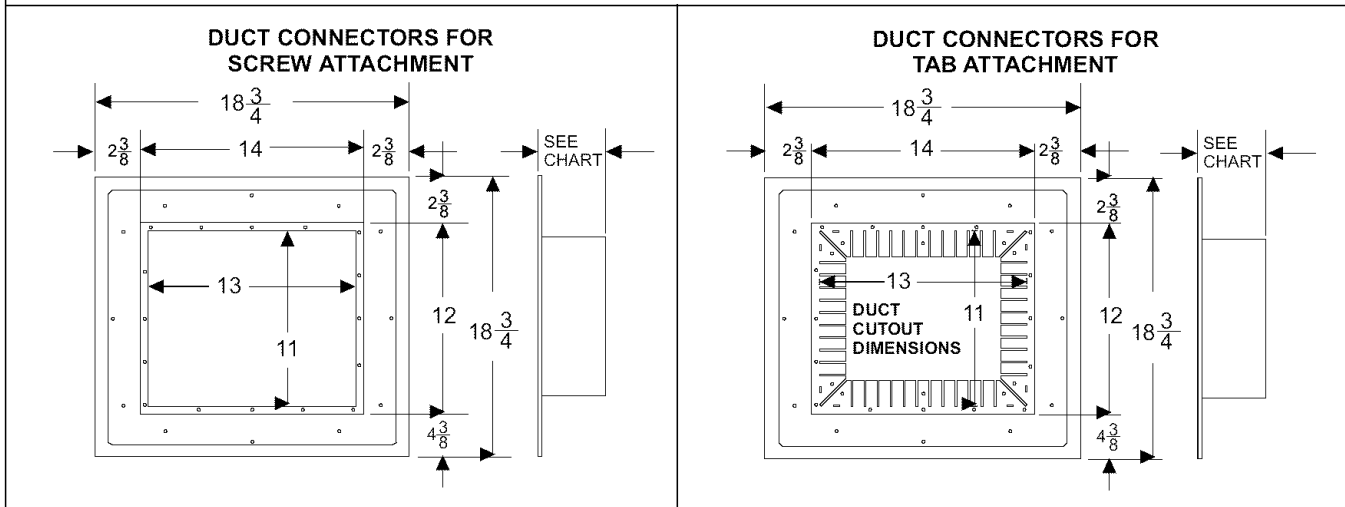 DUCT CONNECTORS FOR
SCREW ATTACHMENT
18 3/4
2 3/8
14
2 3/8
SEE
CHART
2 3/8
13
12
18 3/4
11
4 3/8
DUCT CONNECTORS FOR
TAB ATTACHMENT
18 3/4
2 3/8
14
2 3/8
SEE
CHART
2 3/8
13
DUCT
CUTOUT
DIMENSIONS
11
12
18 3/4
4 3/8